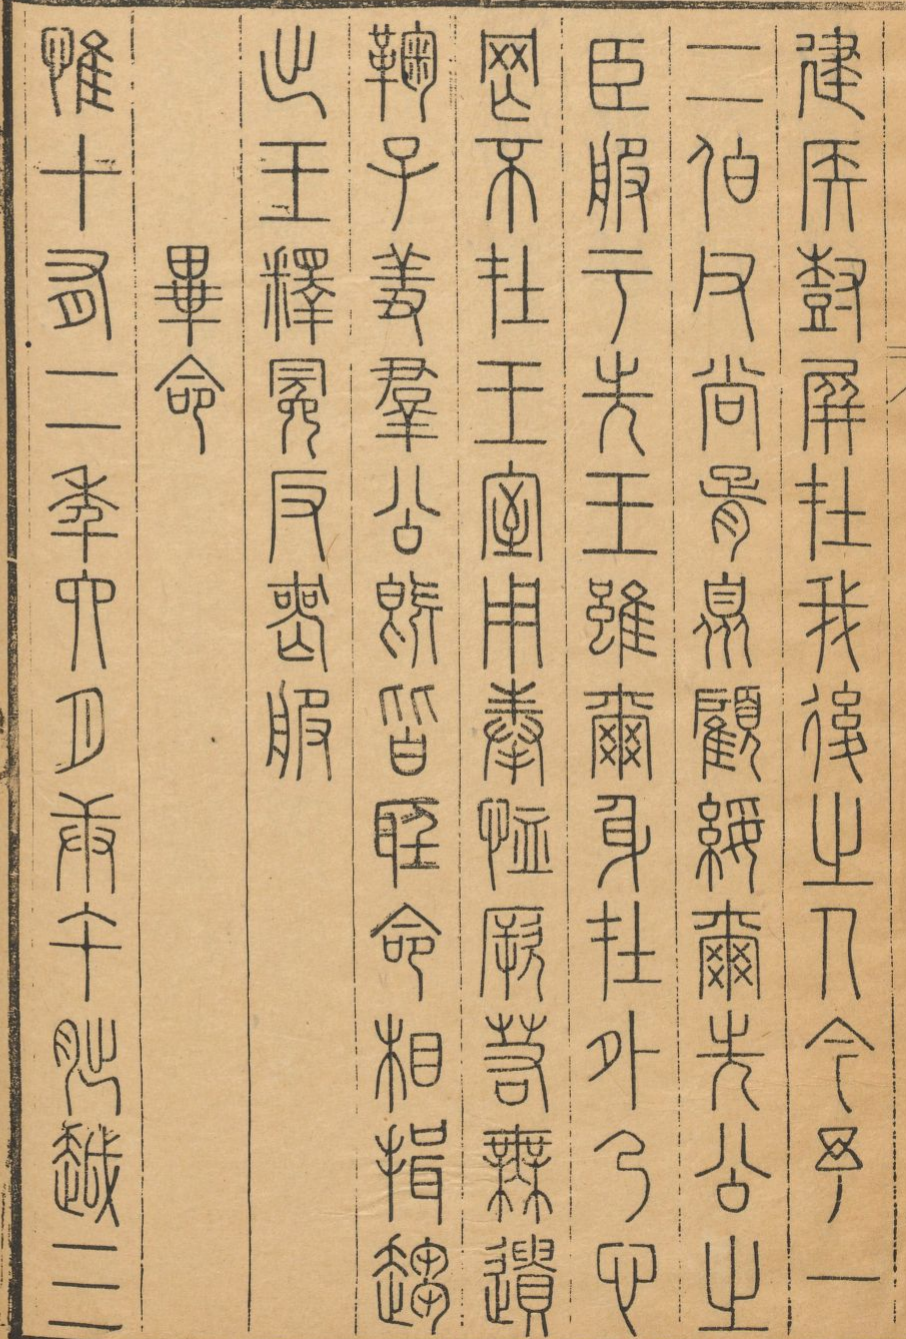 建侯封屏在我後之人今予一
二伯父尚胥暨顧綏爾先公之
臣服于先王雖爾身在外乃心
罔不在王室用奉恤厥若無遺
鞠子羞羣公既皆聽命相揖趨
出王釋冕反喪服
畢命
惟十有二年六月庚午朏越三